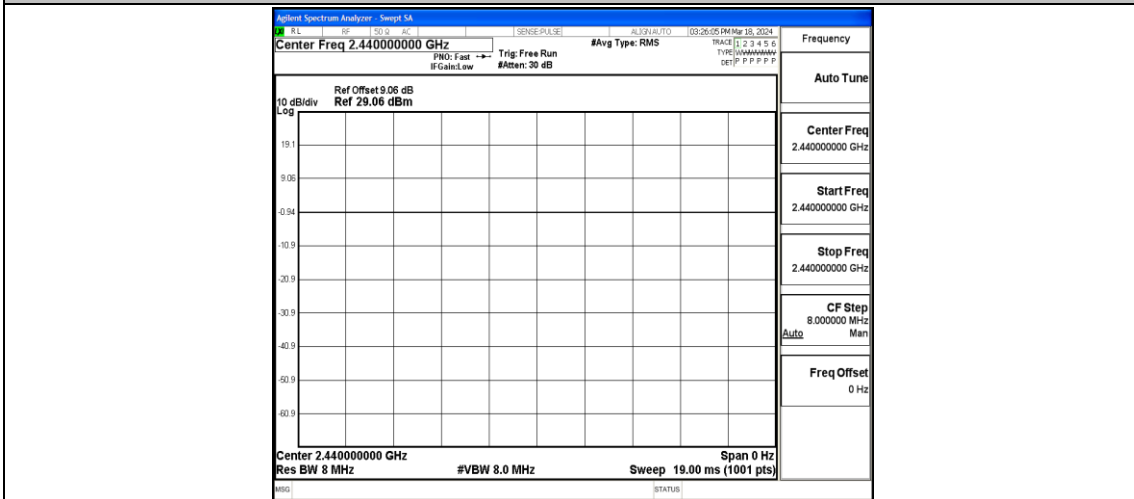 Agilent Spectrum Analyzer - Swept SA
RL RF 50 Ω AC SENSE:PULSE ALIGNAUTO 03:26:05 PM Mar 18, 2024
Center Freq 2.440000000 GHz
PNO: Fast
IFGain:Low
Trig: Free Run
#Atten: 30 dB
#Avg Type: RMS
TRACE 1 2 3 4 5 6
TYPE
DET P P P P P P
Ref Offset 9.06 dB
10 dB/div Ref 29.06 dBm
Log
19.1
9.06
-0.94
-10.9
-20.9
-30.9
-40.9
-50.9
-60.9
Center 2.440000000 GHz Span 0 Hz
Res BW 8 MHz #VBW 8.0 MHz Sweep 19.00 ms (1001 pts)
MSG STATUS
Frequency
Auto Tune
Center Freq
2.440000000 GHz
Start Freq
2.440000000 GHz
Stop Freq
2.440000000 GHz
CF Step
8.000000 MHz
Auto Man
Freq Offset
0 Hz